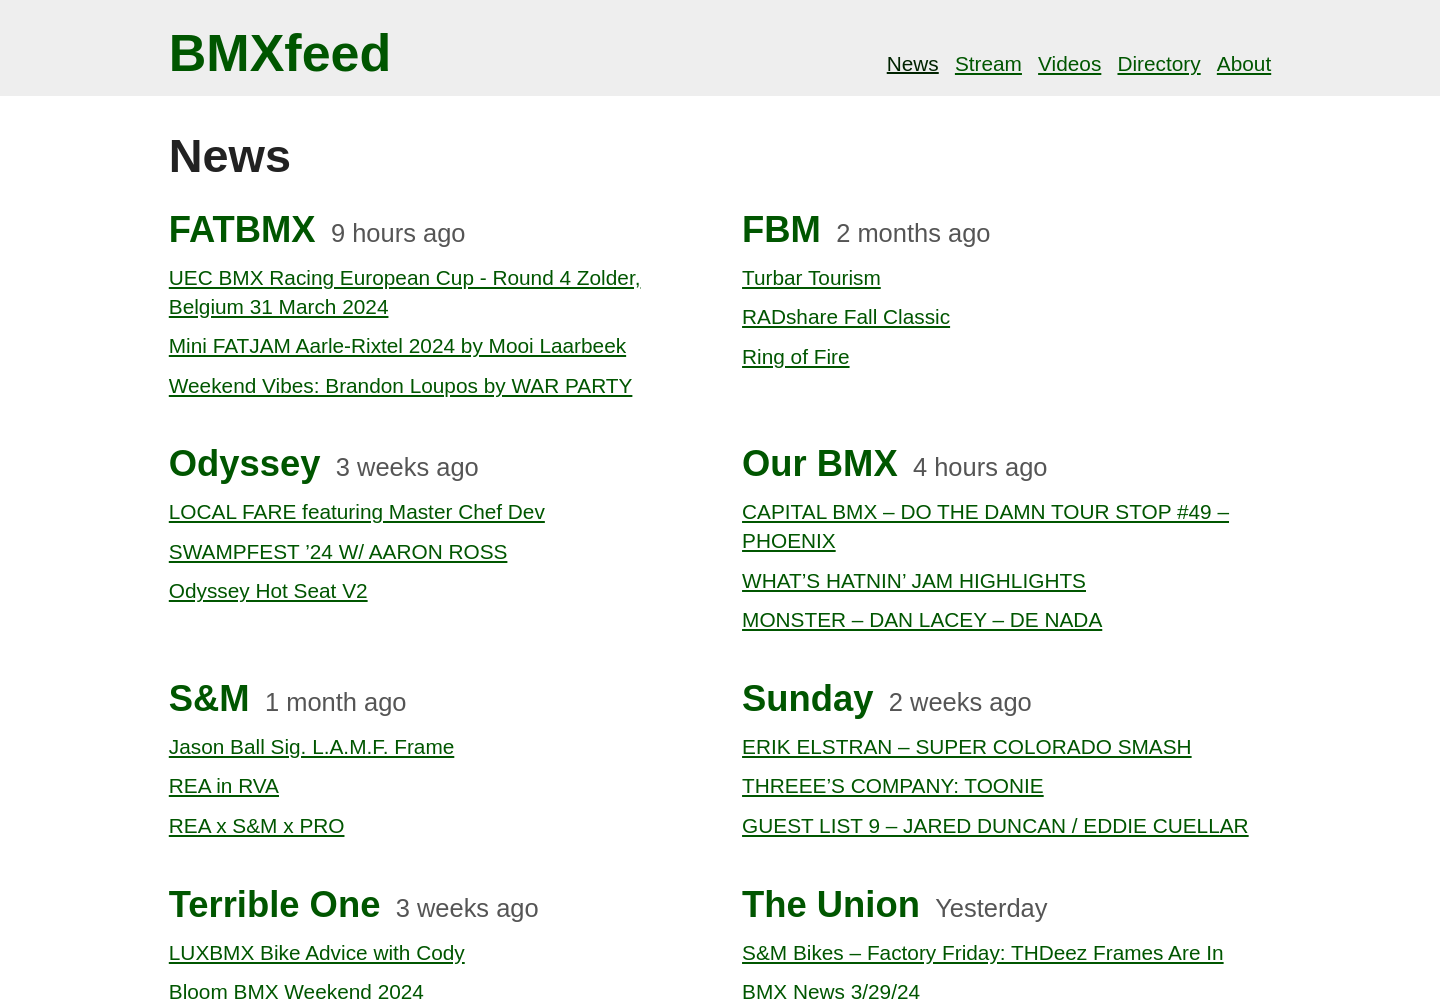 BMXfeed
News Stream Videos Directory About
News
FATBMX 9 hours ago
UEC BMX Racing European Cup - Round 4 Zolder,
Belgium 31 March 2024
Mini FATJAM Aarle-Rixtel 2024 by Mooi Laarbeek
Weekend Vibes: Brandon Loupos by WAR PARTY
FBM 2 months ago
Turbar Tourism
RADshare Fall Classic
Ring of Fire
Odyssey 3 weeks ago
LOCAL FARE featuring Master Chef Dev
SWAMPFEST ’24 W/ AARON ROSS
Odyssey Hot Seat V2
Our BMX 4 hours ago
CAPITAL BMX – DO THE DAMN TOUR STOP #49 –
PHOENIX
WHAT’S HATNIN’ JAM HIGHLIGHTS
MONSTER – DAN LACEY – DE NADA
S&M 1 month ago
Jason Ball Sig. L.A.M.F. Frame
REA in RVA
REA x S&M x PRO
Sunday 2 weeks ago
ERIK ELSTRAN – SUPER COLORADO SMASH
THREEE’S COMPANY: TOONIE
GUEST LIST 9 – JARED DUNCAN / EDDIE CUELLAR
Terrible One 3 weeks ago
LUXBMX Bike Advice with Cody
Bloom BMX Weekend 2024
The Union Yesterday
S&M Bikes – Factory Friday: THDeez Frames Are In
BMX News 3/29/24